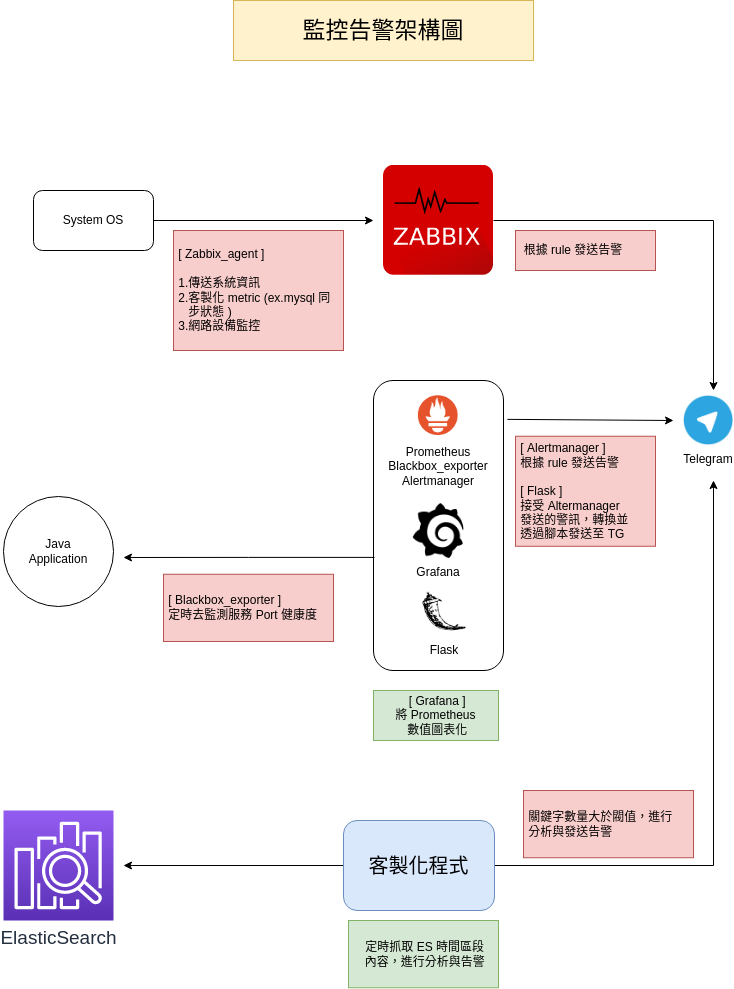 監控告警架構圖
System OS
ZABBIX
[ Zabbix_agent ]
1.傳送系統資訊
2.客製化 metric (ex.mysql 同
步狀態 )
3.網路設備監控
根據 rule 發送告警
Prometheus
Blackbox_exporter
Alertmanager
Grafana
Flask
Telegram
[ Alertmanager ]
根據 rule 發送告警
[ Flask ]
接受 Altermanager
發送的警訊，轉換並
透過腳本發送至 TG
Java
Application
[ Blackbox_exporter ]
定時去監測服務 Port 健康度
[ Grafana ]
將 Prometheus
數值圖表化
關鍵字數量大於閥值，進行
分析與發送告警
客製化程式
ElasticSearch
定時抓取 ES 時間區段
內容，進行分析與告警